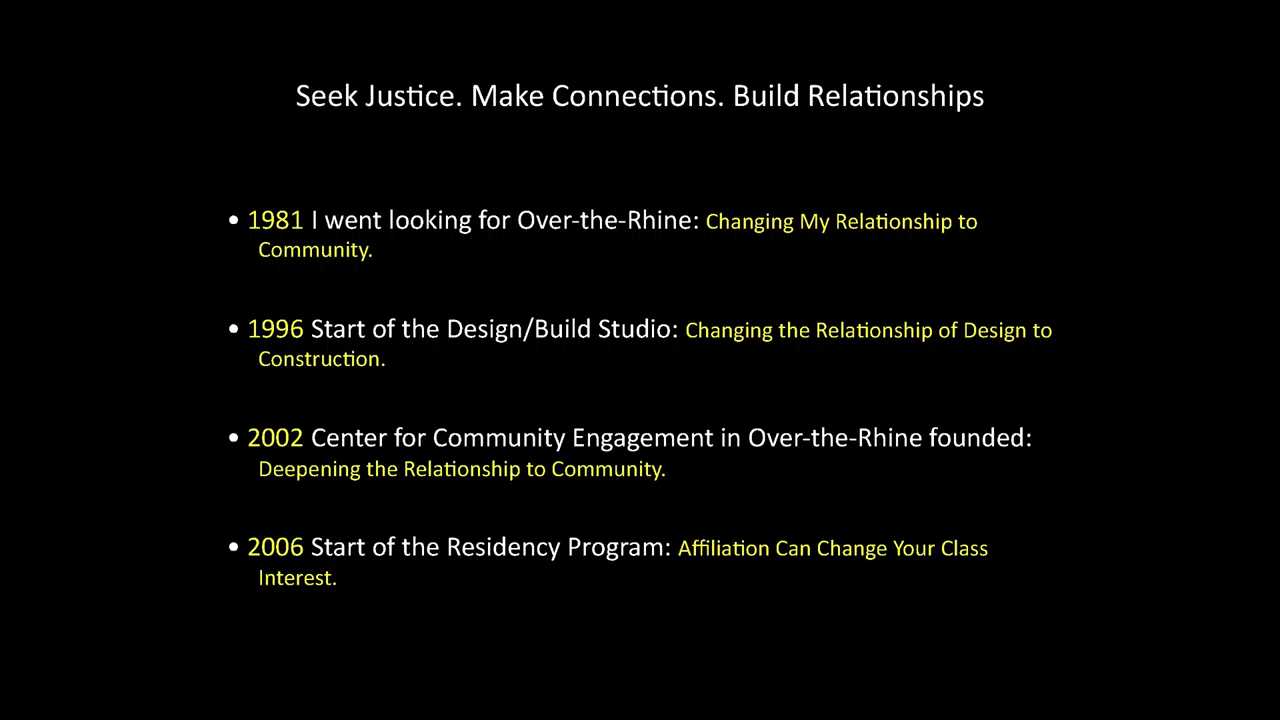 Seek Justice. Make Connections. Build Relationships
• 1981 I went looking for Over-the-Rhine: Changing My Relationship to
Community.
• 1996 Start of the Design/Build Studio: Changing the Relationship of Design to
Construction.
• 2002 Center for Community Engagement in Over-the-Rhine founded:
Deepening the Relationship to Community.
• 2006 Start of the Residency Program: Affiliation Can Change Your Class
Interest.